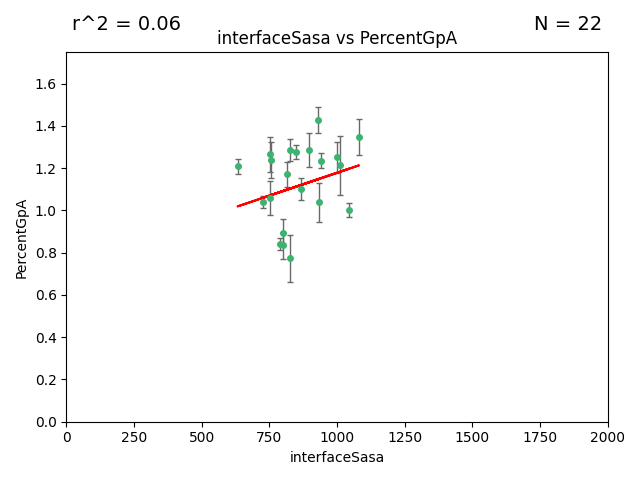 r^2 = 0.06
N = 22
interfaceSasa vs PercentGpA
PercentGpA
1.6
1.4
1.2
1.0
0.8
0.6
0.4
0.2
0.0
0 250 500 750 1000 1250 1500 1750 2000
interfaceSasa